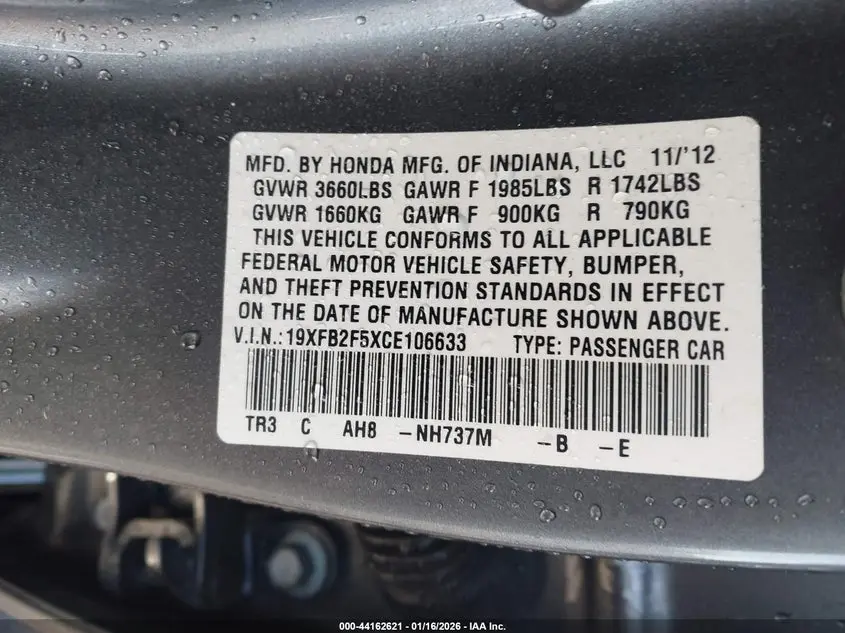 MFD. BY HONDA MFG. OF INDIANA, LLC 11/'12
GVWR 3660LBS GAWR F 1985LBS R 1742LBS
GVWR 1660KG GAWR F 900KG R 790KG
THIS VEHICLE CONFORMS TO ALL APPLICABLE
FEDERAL MOTOR VEHICLE SAFETY, BUMPER,
AND THEFT PREVENTION STANDARDS IN EFFECT
ON THE DATE OF MANUFACTURE SHOWN ABOVE.
V.I.N.:19XFB2F5XCE106633 TYPE: PASSENGER CAR
TR3 C AH8 -NH737M -B -E
000-44162621 - 01/16/2026 - IAA Inc.